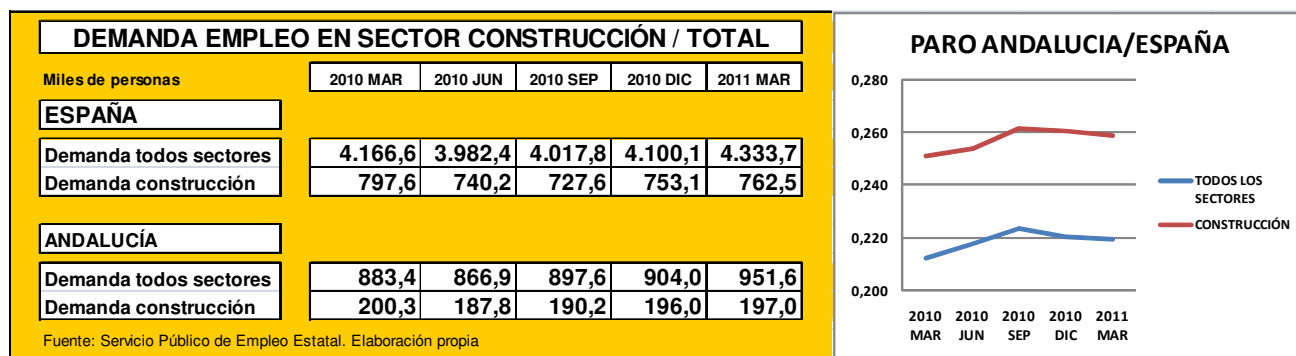 DEMANDA EMPLEO EN SECTOR CONSTRUCCIÓN / TOTAL
Miles de personas 2010 MAR 2010 JUN 2010 SEP 2010 DIC 2011 MAR
ESPAÑA
Demanda todos sectores 4.166,6 3.982,4 4.017,8 4.100,1 4.333,7
Demanda construcción 797,6 740,2 727,6 753,1 762,5
ANDALUCÍA
Demanda todos sectores 883,4 866,9 897,6 904,0 951,6
Demanda construcción 200,3 187,8 190,2 196,0 197,0
Fuente: Servicio Público de Empleo Estatal. Elaboración propia
PARO ANDALUCIA/ESPAÑA
0,280
0,260
0,240
0,220
0,200
2010 2010 2010 2010 2011
MAR JUN SEP DIC MAR
TODOS LOS
SECTORES
CONSTRUCCIÓN